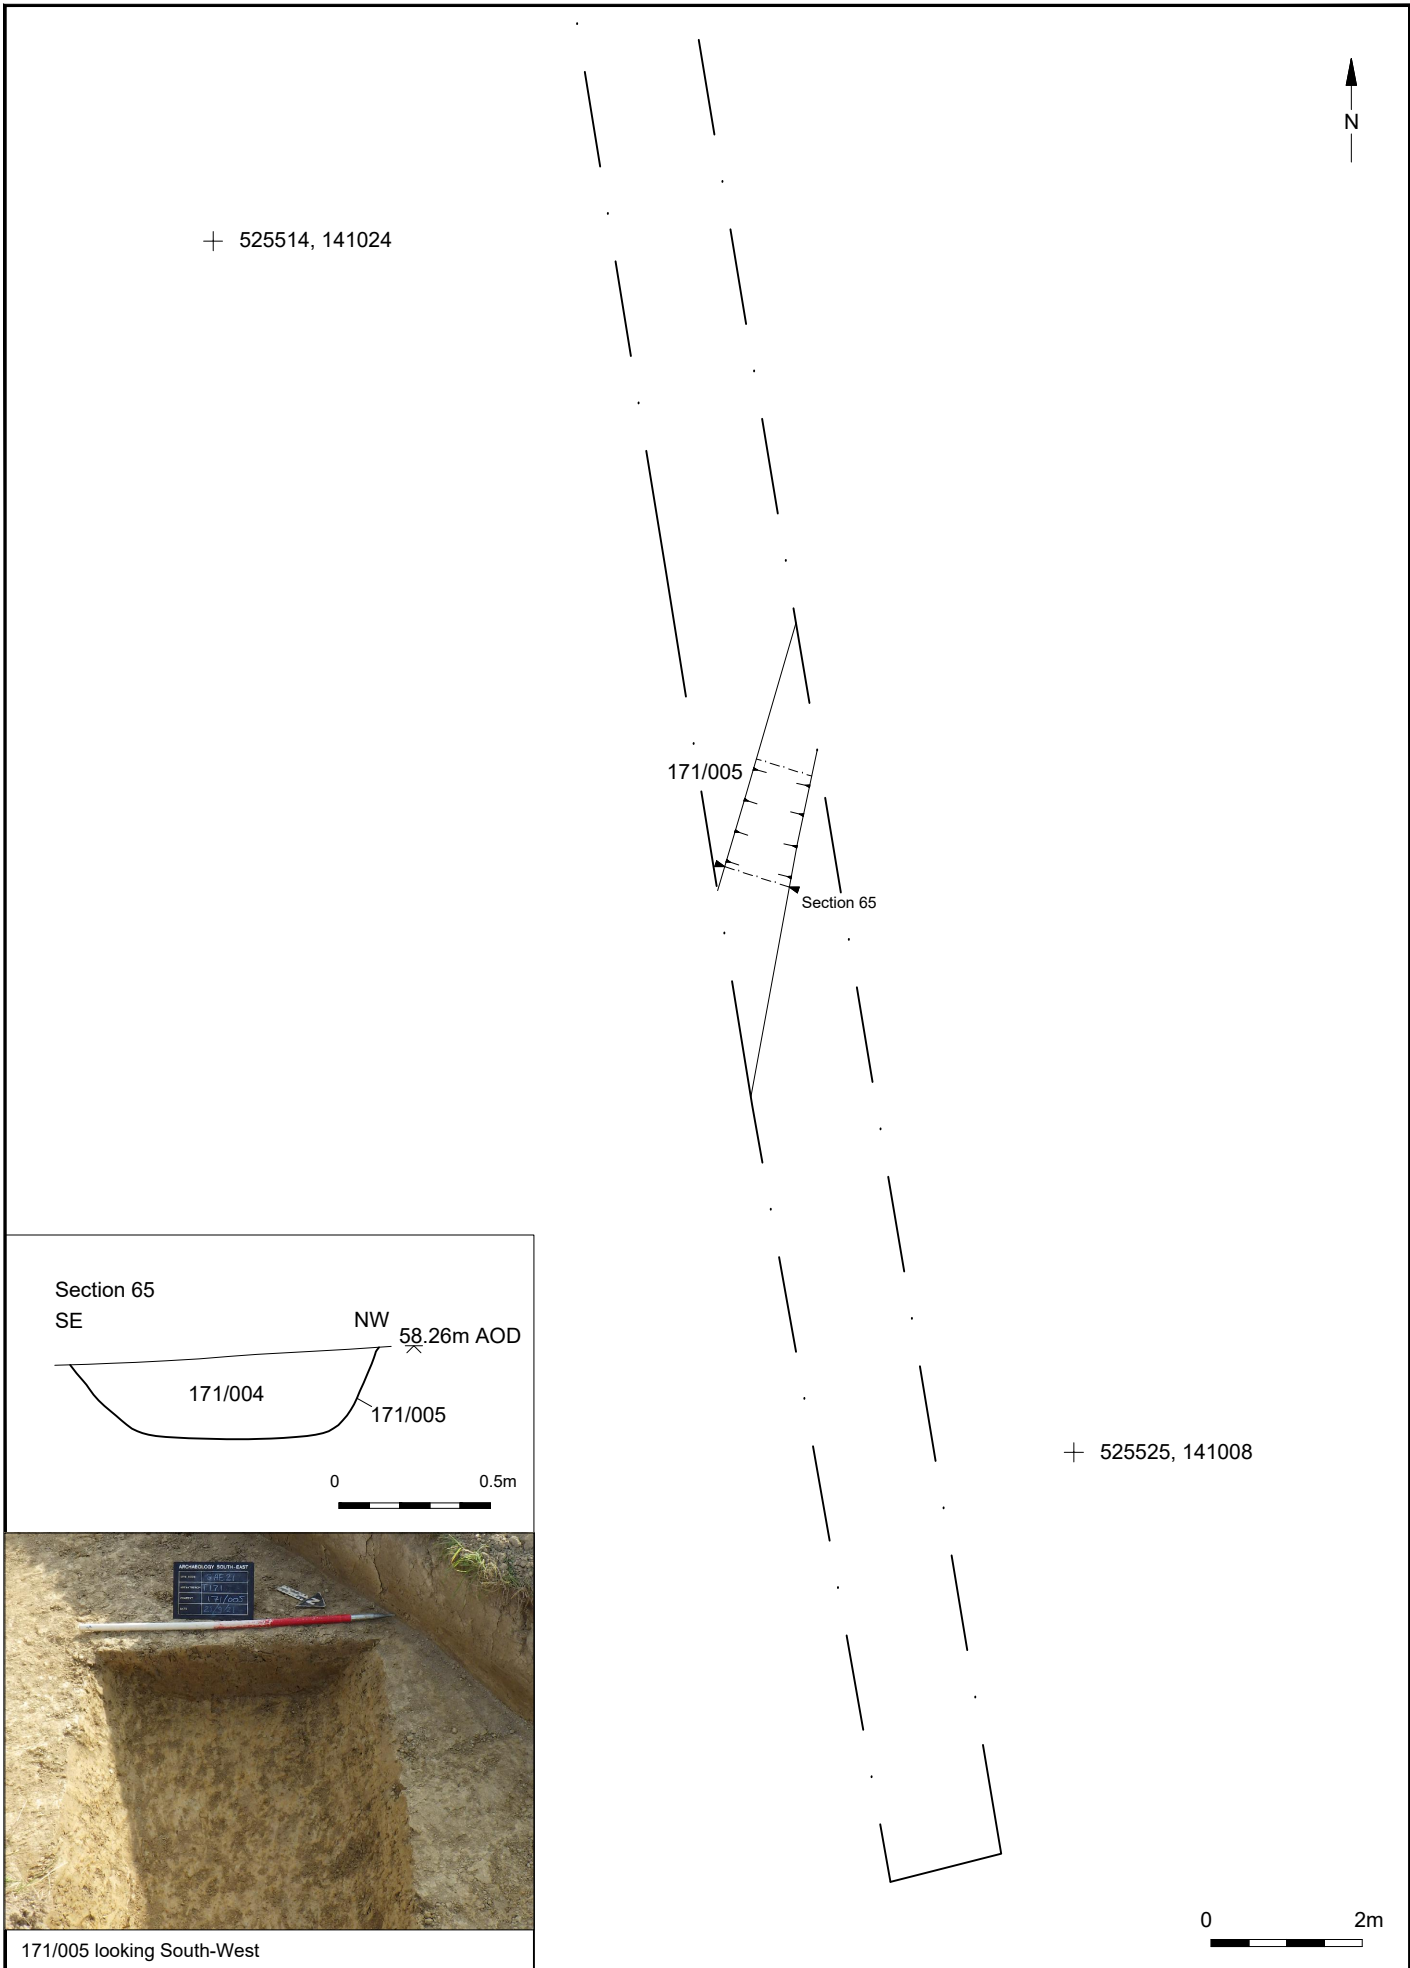 N
525514, 141024
171/005
Section 65
525525, 141008
Section 65
SE
NW
58.26m AOD
171/004
171/005
0 0.5m
ARCHAEOLOGY SOUTH-EAST
T171
171/005
N
171/005 looking South-West
0 2m